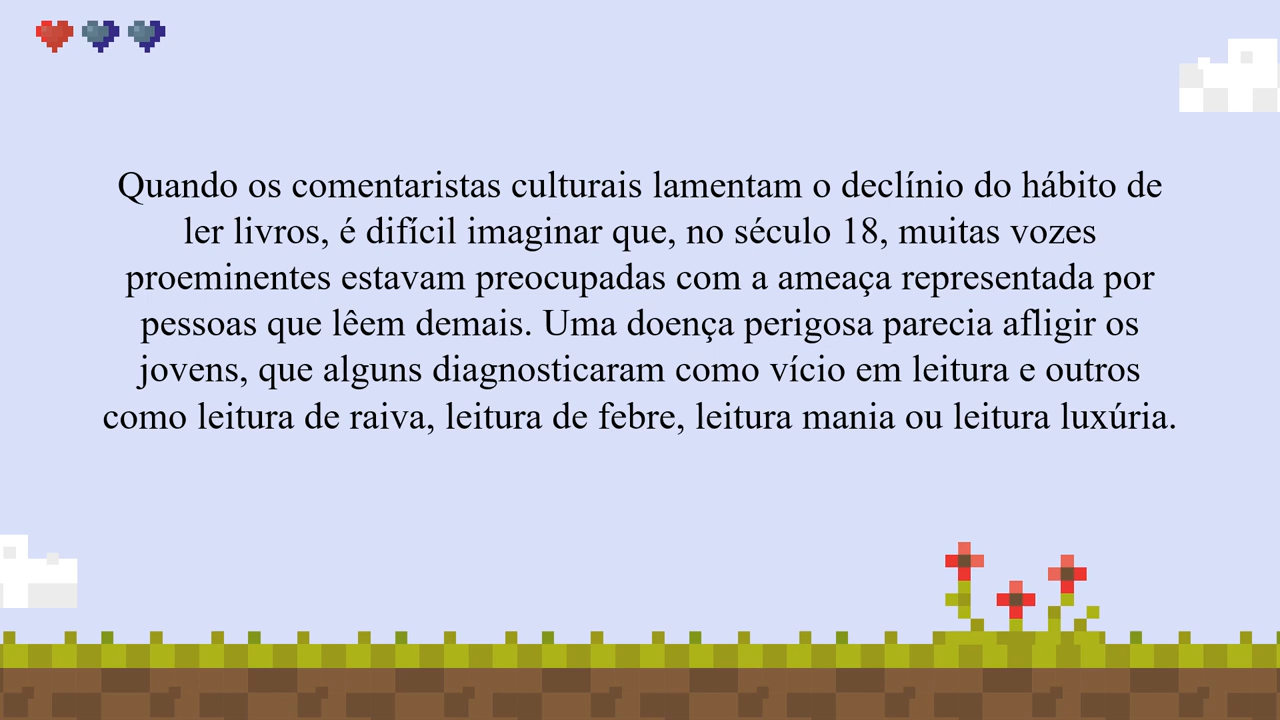 Quando os comentaristas culturais lamentam o declínio do hábito de
ler livros, é difícil imaginar que, no século 18, muitas vozes
proeminentes estavam preocupadas com a ameaça representada por
pessoas que lêem demais. Uma doença perigosa parecia afligir os
jovens, que alguns diagnosticaram como vício em leitura e outros
como leitura de raiva, leitura de febre, leitura mania ou leitura luxúria.